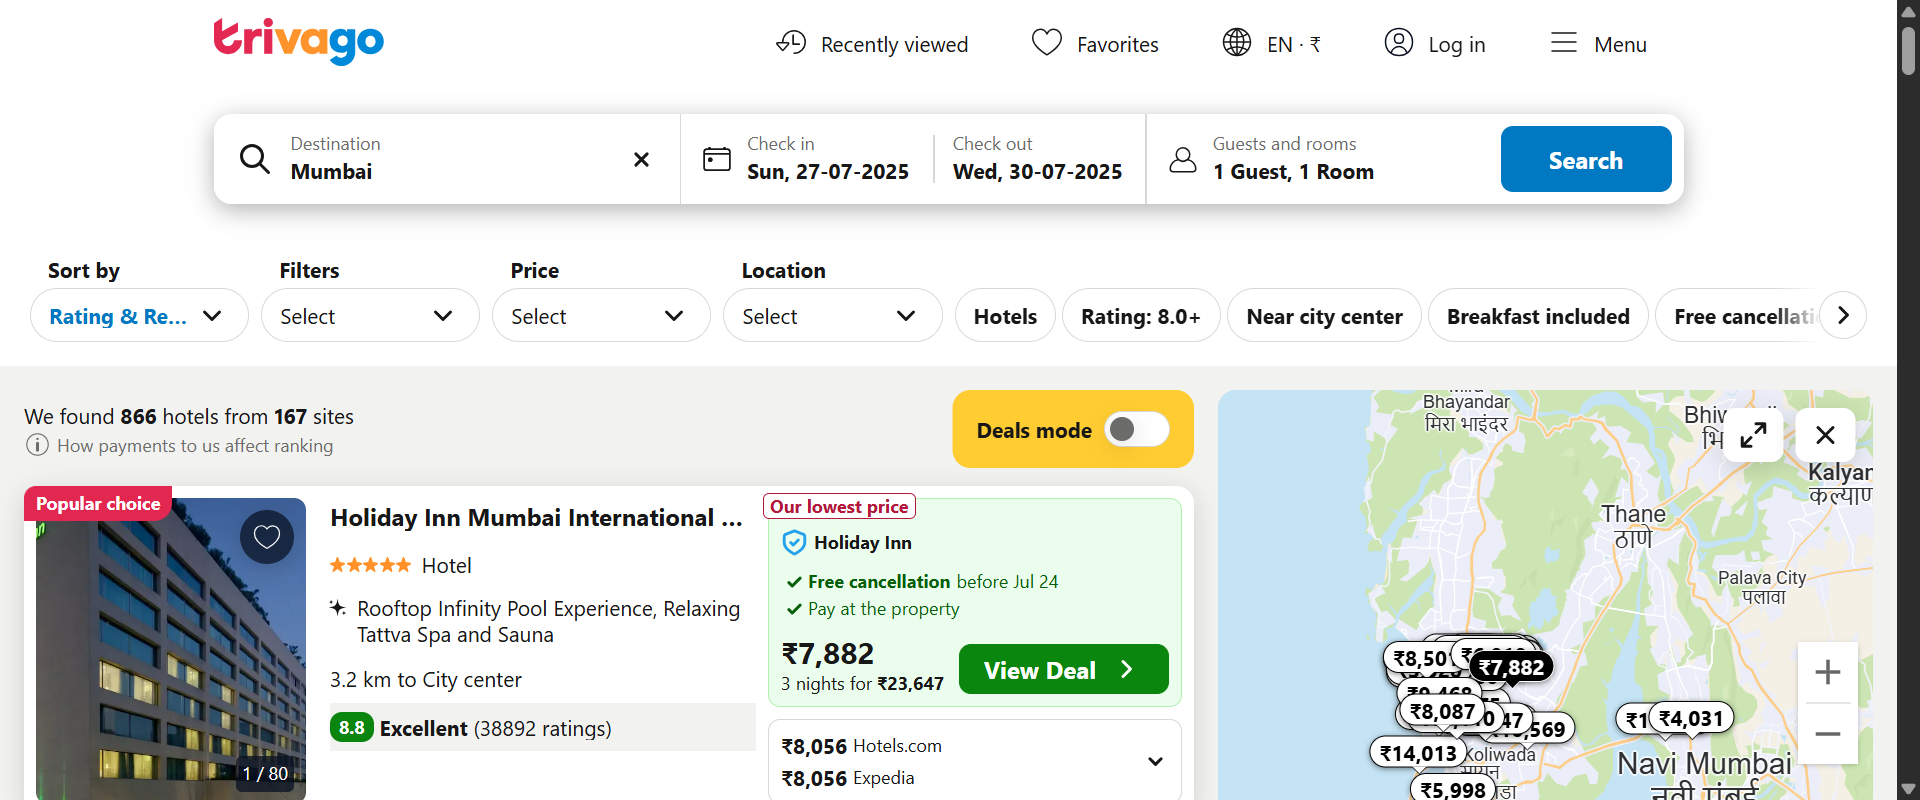 trivago
Recently viewed
Favorites
EN · ₹
Log in
Menu
Destination
Mumbai
Check in
Sun, 27-07-2025
Check out
Wed, 30-07-2025
Guests and rooms
1 Guest, 1 Room
Search
Sort by
Rating & Re...
Filters
Select
Price
Select
Location
Select
Hotels
Rating: 8.0+
Near city center
Breakfast included
Free cancellati
We found 866 hotels from 167 sites
How payments to us affect ranking
Deals mode
Popular choice
1 / 80
Holiday Inn Mumbai International ...
Hotel
Rooftop Infinity Pool Experience, Relaxing
Tattva Spa and Sauna
3.2 km to City center
8.8 Excellent (38892 ratings)
Our lowest price
Holiday Inn
Free cancellation before Jul 24
Pay at the property
₹7,882
3 nights for ₹23,647
View Deal
₹8,056 Hotels.com
₹8,056 Expedia
Bhayandar
मिरा भाईंदर
Kalyan
कल्याण
Thane
ठाणे
Palava City
पलावा
₹7,882
₹8,087
₹14,013
Koliwada
₹5,998
₹4,031
Navi Mumbai
नवी मुंबई